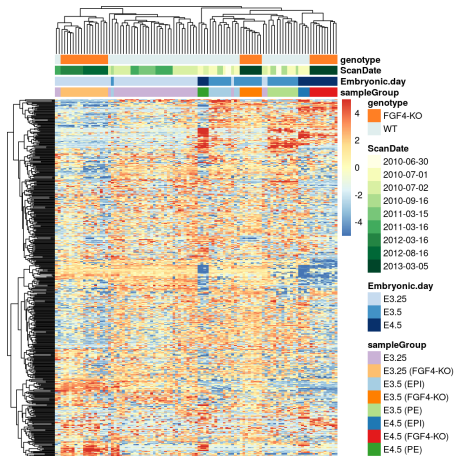 genotype
ScanDate
Embryonic.day
sampleGroup
4
2
0
-2
-4
genotype
FGF4-KO
WT
ScanDate
2010-06-30
2010-07-01
2010-07-02
2010-09-16
2011-03-15
2011-03-16
2012-03-16
2012-08-16
2013-03-05
Embryonic.day
E3.25
E3.5
E4.5
sampleGroup
E3.25
E3.25 (FGF4-KO)
E3.5 (EPI)
E3.5 (FGF4-KO)
E3.5 (PE)
E4.5 (EPI)
E4.5 (FGF4-KO)
E4.5 (PE)